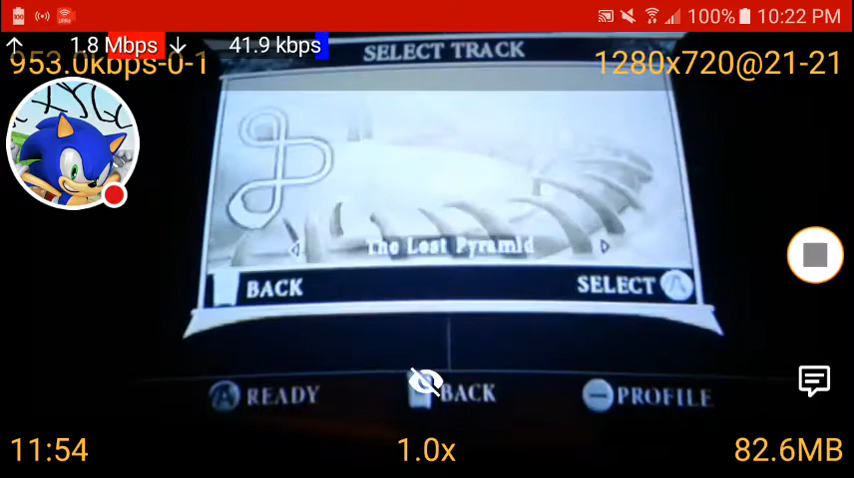 100% 10:22 PM
1.8 Mbps 41.9 kbps
953.0kbps-0-1
1280x720@21-21
SELECT TRACK
The Lost Pyramid
BACK
SELECT A
A READY
BACK
PROFILE
11:54
1.0x
82.6MB